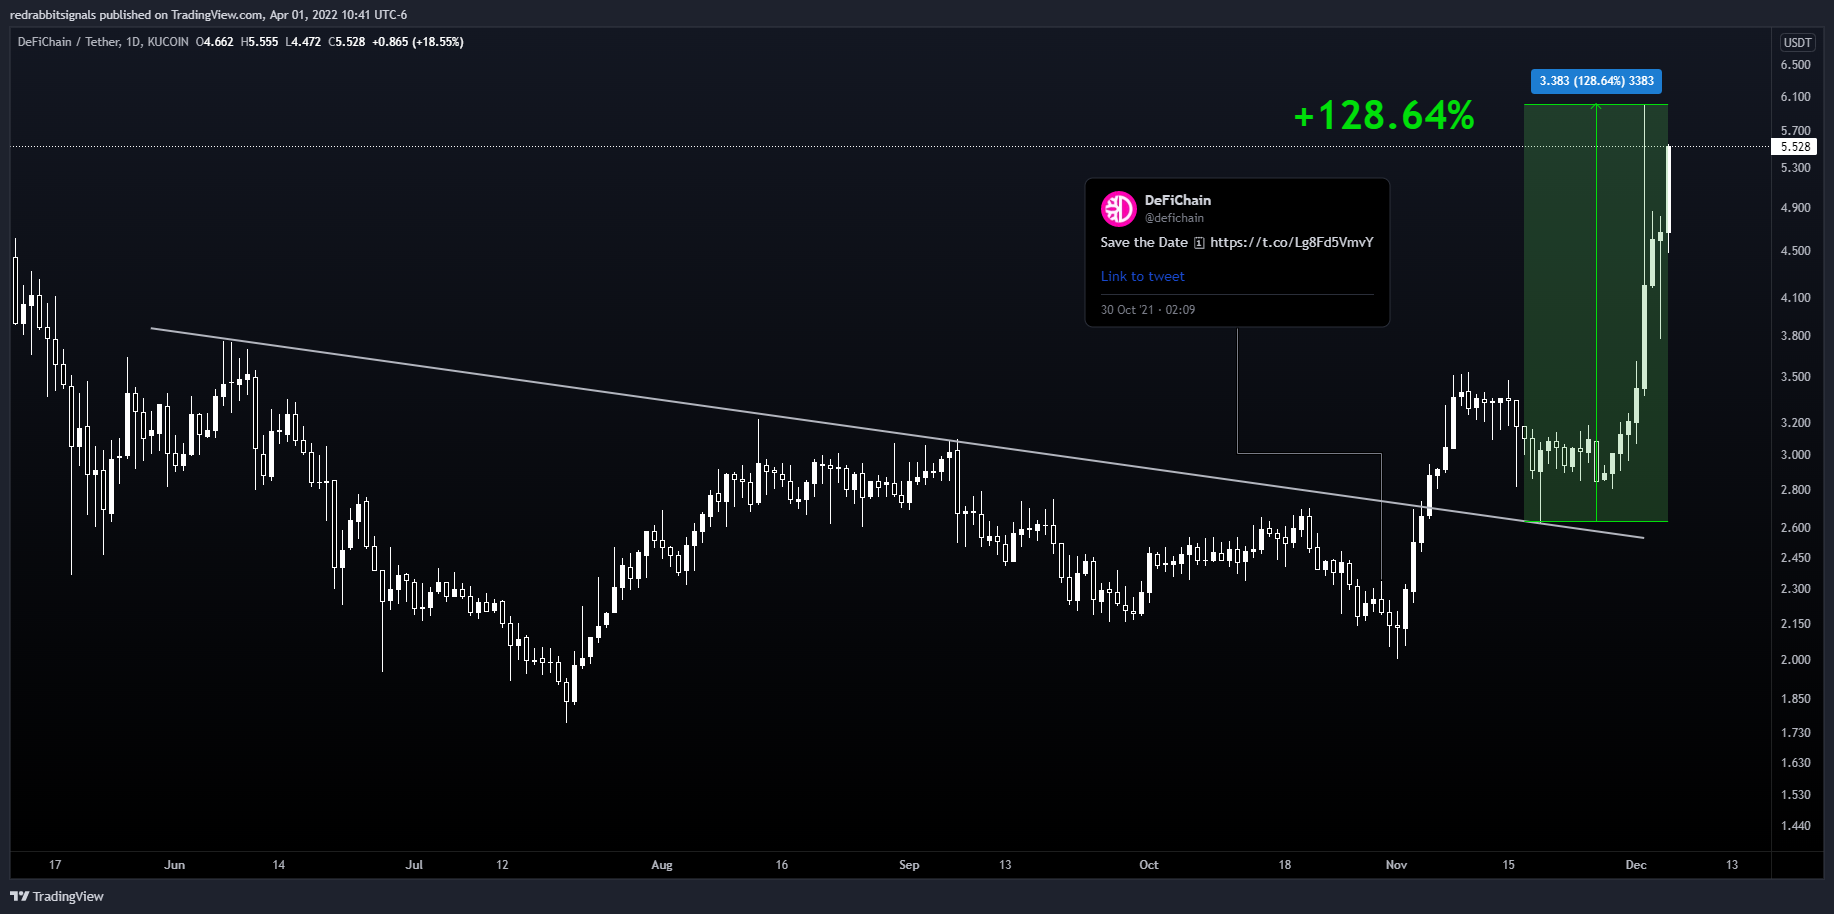 redrabbitsignals published on TradingView.com, Apr 01, 2022 10:41 UTC-6
DeFiChain / Tether, 1D, KUCOIN O4.662 H5.555 L4.472 C5.528 +0.865 (+18.55%)
USDT
6.500
3.383 (128.64%) 3383
6.100
+128.64%
5.700
5.528
5.300
DeFiChain
@defichain
4.900
Save the Date 🗓 https://t.co/Lg8Fd5VmvY
4.500
Link to tweet
4.100
30 Oct '21 · 02:09
3.800
3.500
3.200
3.000
2.800
2.600
2.450
2.300
2.150
2.000
1.850
1.730
1.630
1.530
1.440
17 Jun 14 Jul 12 Aug 16 Sep 13 Oct 18 Nov 15 Dec 13
TradingView